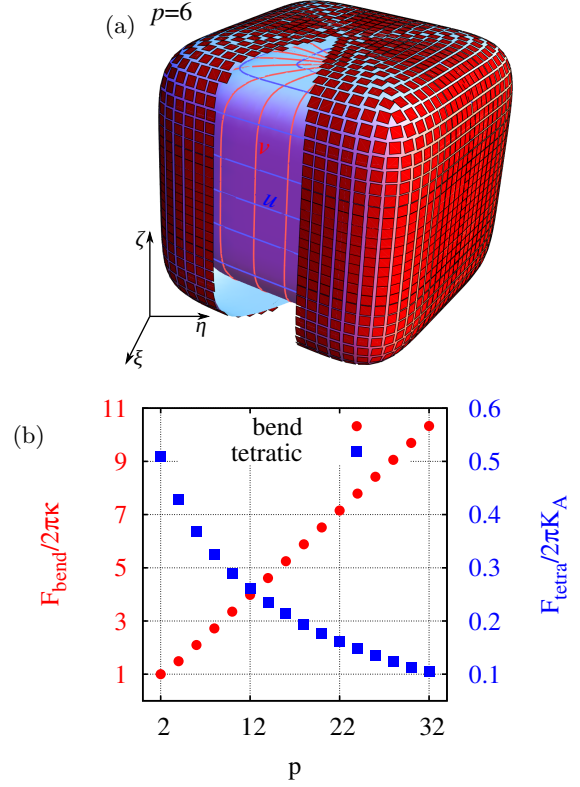 (a) p=6
v
u
ζ
η
ξ
(b)
bend
tetratic
F_bend/2πκ
11
9
7
5
3
1
F_tetra/2πK_A
0.6
0.5
0.4
0.3
0.2
0.1
2 12 22 32
p